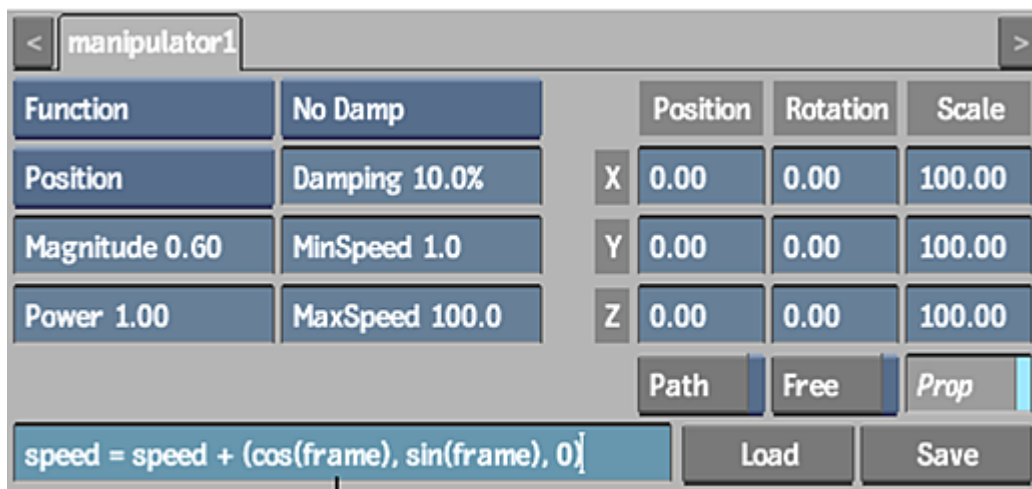 < manipulator1 >
Function No Damp Position Rotation Scale
Position Damping 10.0% X 0.00 0.00 100.00
Magnitude 0.60 MinSpeed 1.0 Y 0.00 0.00 100.00
Power 1.00 MaxSpeed 100.0 Z 0.00 0.00 100.00
Path Free Prop
speed = speed + (cos(frame), sin(frame), 0) Load Save